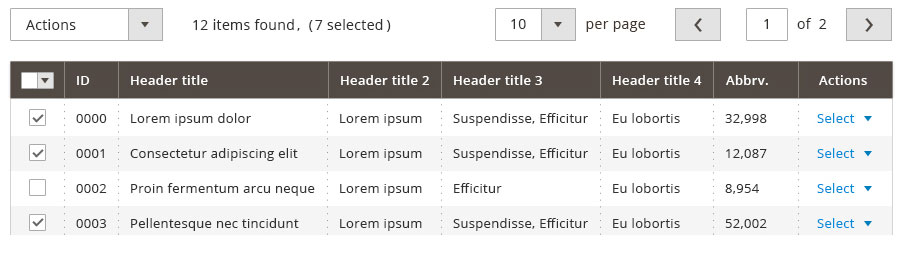 Actions 12 items found, (7 selected) 10 per page 1 of 2
ID Header title Header title 2 Header title 3 Header title 4 Abbrv. Actions
0000 Lorem ipsum dolor Lorem ipsum Suspendisse, Efficitur Eu lobortis 32,998 Select
0001 Consectetur adipiscing elit Lorem ipsum Suspendisse, Efficitur Eu lobortis 12,087 Select
0002 Proin fermentum arcu neque Lorem ipsum Efficitur Eu lobortis 8,954 Select
0003 Pellentesque nec tincidunt Lorem ipsum Suspendisse, Efficitur Eu lobortis 52,002 Select